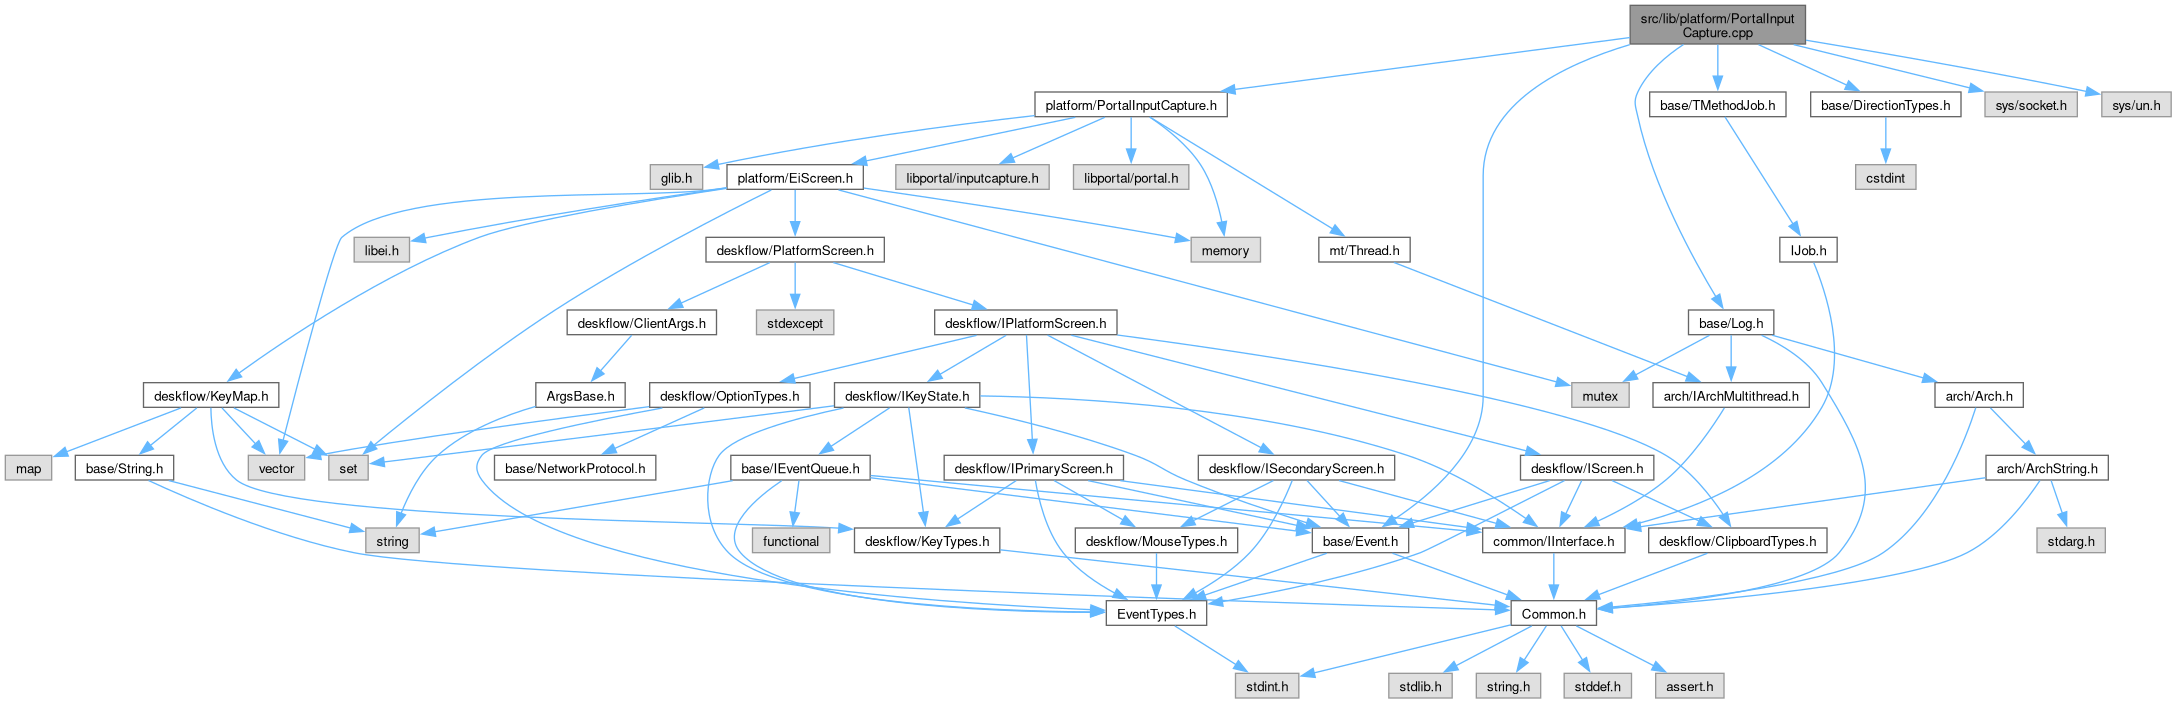 src/lib/platform/PortalInput
Capture.cpp
platform/PortalInputCapture.h
base/TMethodJob.h
base/DirectionTypes.h
sys/socket.h
sys/un.h
glib.h
platform/EiScreen.h
libportal/inputcapture.h
libportal/portal.h
cstdint
libei.h
deskflow/PlatformScreen.h
memory
mt/Thread.h
IJob.h
deskflow/ClientArgs.h
stdexcept
deskflow/IPlatformScreen.h
base/Log.h
deskflow/KeyMap.h
ArgsBase.h
deskflow/OptionTypes.h
deskflow/IKeyState.h
mutex
arch/IArchMultithread.h
arch/Arch.h
map
base/String.h
vector
set
base/NetworkProtocol.h
base/IEventQueue.h
deskflow/IPrimaryScreen.h
deskflow/ISecondaryScreen.h
deskflow/IScreen.h
arch/ArchString.h
string
functional
deskflow/KeyTypes.h
deskflow/MouseTypes.h
base/Event.h
common/IInterface.h
deskflow/ClipboardTypes.h
stdarg.h
EventTypes.h
Common.h
stdint.h
stdlib.h
string.h
stddef.h
assert.h